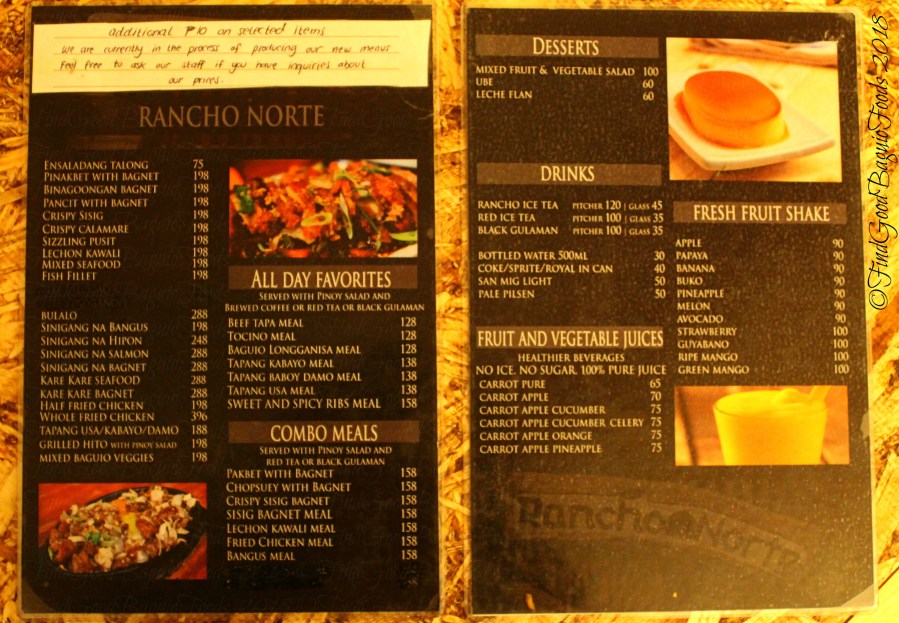 additional ₱10 on selected items
We are currently in the process of producing our new menus
feel free to ask our staff if you have inquiries about
our prices.
RANCHO NORTE
ENSALADANG TALONG 75
PINAKBET WITH BAGNET 198
BINAGOONGAN BAGNET 198
PANCIT WITH BAGNET 198
CRISPY SISIG 198
CRISPY CALAMARE 198
SIZZLING PUSIT 198
LECHON KAWALI 198
MIXED SEAFOOD 198
FISH FILLET 198
BULALO 288
SINIGANG NA BANGUS 198
SINIGANG NA HIPON 248
SINIGANG NA SALMON 288
SINIGANG NA BAGNET 288
KARE KARE SEAFOOD 288
KARE KARE BAGNET 288
HALF FRIED CHICKEN 198
WHOLE FRIED CHICKEN 396
TAPANG USA/KABAYO/DAMO 188
GRILLED HITO WITH PINOY SALAD 198
MIXED BAGUIO VEGGIES 198
ALL DAY FAVORITES
SERVED WITH PINOY SALAD AND
BREWED COFFEE OR RED TEA OR BLACK GULAMAN
BEEF TAPA MEAL 128
TOCINO MEAL 128
BAGUIO LONGGANISA MEAL 128
TAPANG KABAYO MEAL 138
TAPANG BABOY DAMO MEAL 138
TAPANG USA MEAL 138
SWEET AND SPICY RIBS MEAL 158
COMBO MEALS
SERVED WITH PINOY SALAD AND
RED TEA OR BLACK GULAMAN
PAKBET WITH BAGNET 158
CHOPSUEY WITH BAGNET 158
CRISPY SISIG BAGNET 158
SISIG BAGNET MEAL 158
LECHON KAWALI MEAL 158
FRIED CHICKEN MEAL 158
BANGUS MEAL 158
DESSERTS
MIXED FRUIT & VEGETABLE SALAD 100
UBE 60
LECHE FLAN 60
DRINKS
RANCHO ICE TEA PITCHER 120 | GLASS 45
RED ICE TEA PITCHER 100 | GLASS 35
BLACK GULAMAN PITCHER 100 | GLASS 35
BOTTLED WATER 500ML 30
COKE/SPRITE/ROYAL IN CAN 40
SAN MIG LIGHT 50
PALE PILSEN 50
FRUIT AND VEGETABLE JUICES
HEALTHIER BEVERAGES
NO ICE. NO SUGAR. 100% PURE JUICE
CARROT PURE 65
CARROT APPLE 70
CARROT APPLE CUCUMBER 75
CARROT APPLE CUCUMBER CELERY 75
CARROT APPLE ORANGE 75
CARROT APPLE PINEAPPLE 75
FRESH FRUIT SHAKE
APPLE 90
PAPAYA 90
BANANA 90
BUKO 90
PINEAPPLE 90
MELON 90
AVOCADO 90
STRAWBERRY 100
GUYABANO 100
RIPE MANGO 100
GREEN MANGO 100
Rancho NORTE
©FindGoodBaguioFoods 2018